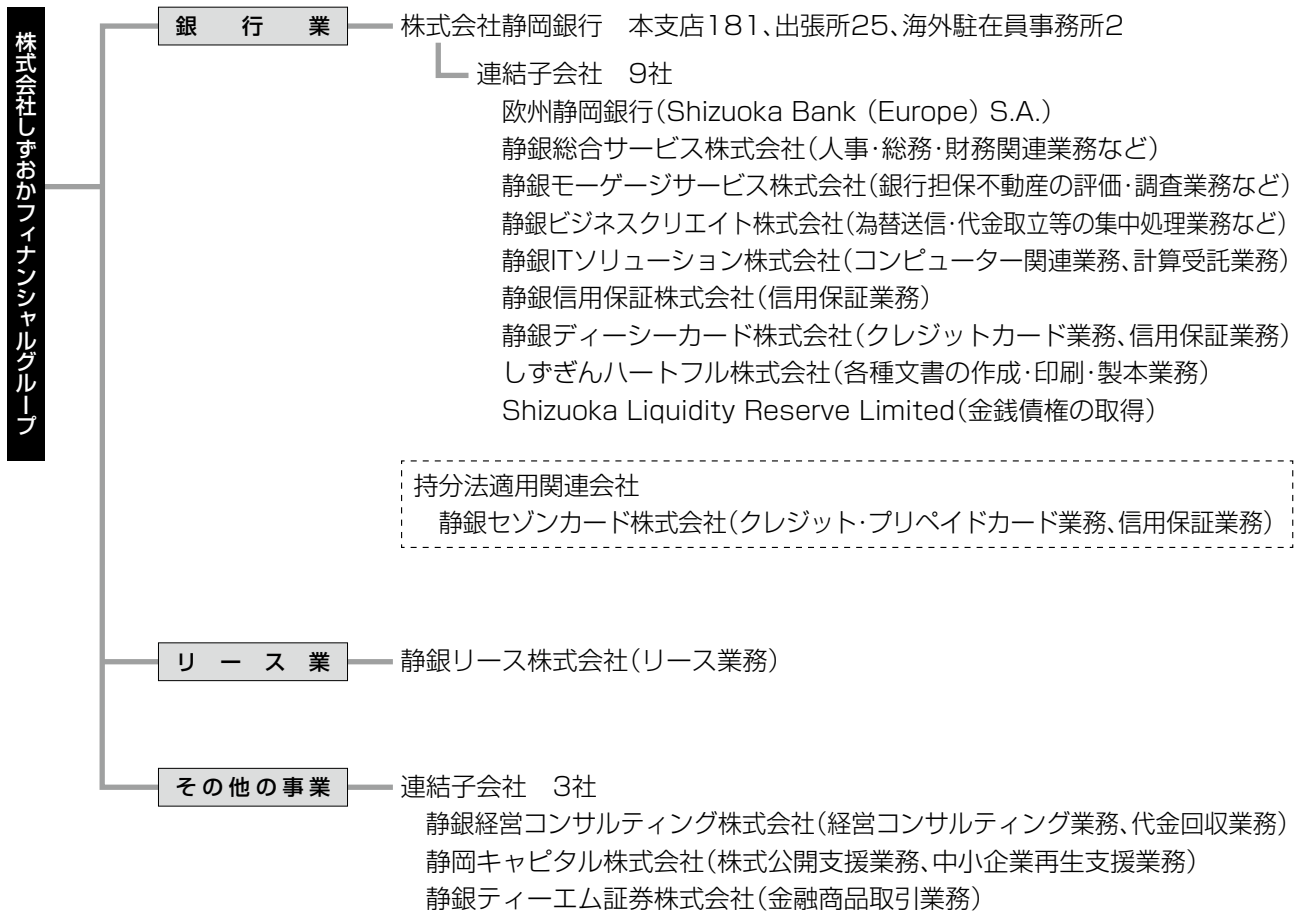 株式会社しずおかフィナンシャルグループ
銀行業
株式会社静岡銀行　本支店181、出張所25、海外駐在員事務所2
連結子会社　9社
欧州静岡銀行（Shizuoka Bank（Europe）S.A.）
静銀総合サービス株式会社（人事・総務・財務関連業務など）
静銀モーゲージサービス株式会社（銀行担保不動産の評価・調査業務など）
静銀ビジネスクリエイト株式会社（為替送信・代金取立等の集中処理業務など）
静銀ITソリューション株式会社（コンピューター関連業務、計算受託業務）
静銀信用保証株式会社（信用保証業務）
静銀ディーシーカード株式会社（クレジットカード業務、信用保証業務）
しずぎんハートフル株式会社（各種文書の作成・印刷・製本業務）
Shizuoka Liquidity Reserve Limited（金銭債権の取得）
持分法適用関連会社
静銀セゾンカード株式会社（クレジット・プリペイドカード業務、信用保証業務）
リース業
静銀リース株式会社（リース業務）
その他の事業
連結子会社　3社
静銀経営コンサルティング株式会社（経営コンサルティング業務、代金回収業務）
静岡キャピタル株式会社（株式公開支援業務、中小企業再生支援業務）
静銀ティーエム証券株式会社（金融商品取引業務）